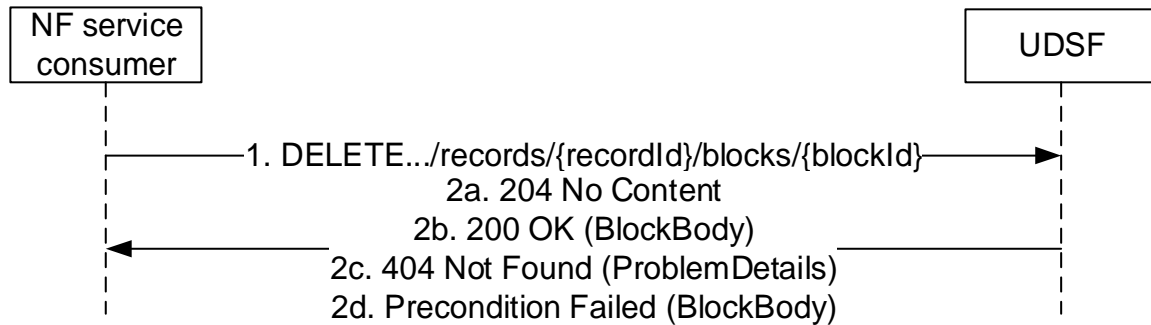 NF service
consumer
UDSF
1. DELETE.../records/{recordId}/blocks/{blockId}
2a. 204 No Content
2b. 200 OK (BlockBody)
2c. 404 Not Found (ProblemDetails)
2d. Precondition Failed (BlockBody)